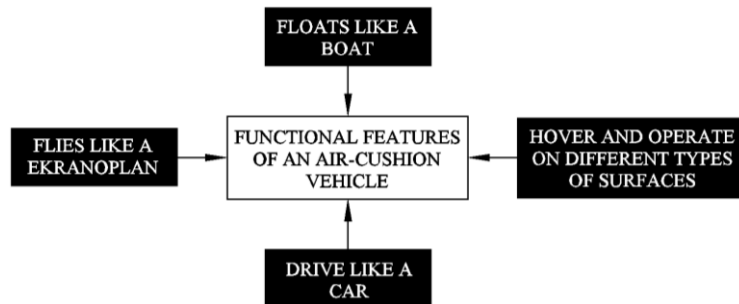 FLOATS LIKE A
BOAT
FLIES LIKE A
EKRANOPLAN
FUNCTIONAL FEATURES
OF AN AIR-CUSHION
VEHICLE
HOVER AND OPERATE
ON DIFFERENT TYPES
OF SURFACES
DRIVE LIKE A
CAR